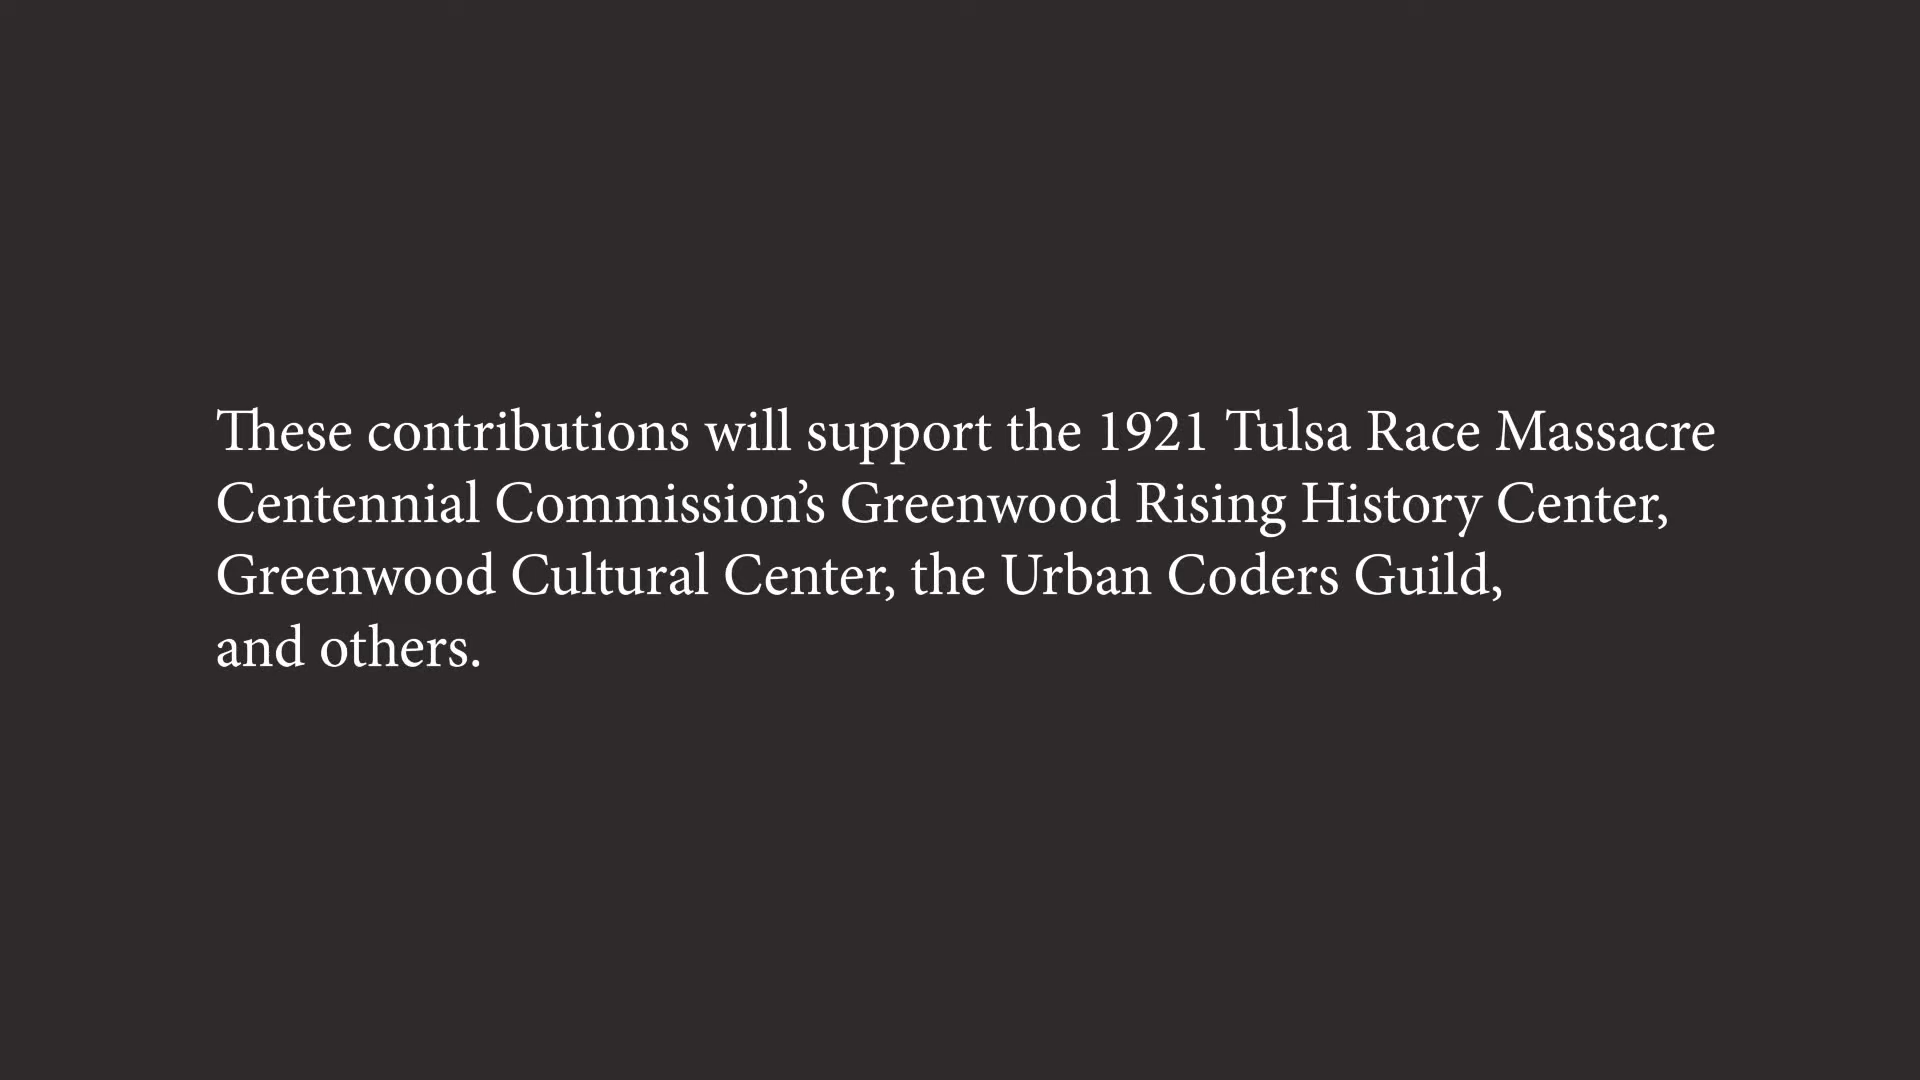 These contributions will support the 1921 Tulsa Race Massacre
Centennial Commission’s Greenwood Rising History Center,
Greenwood Cultural Center, the Urban Coders Guild,
and others.